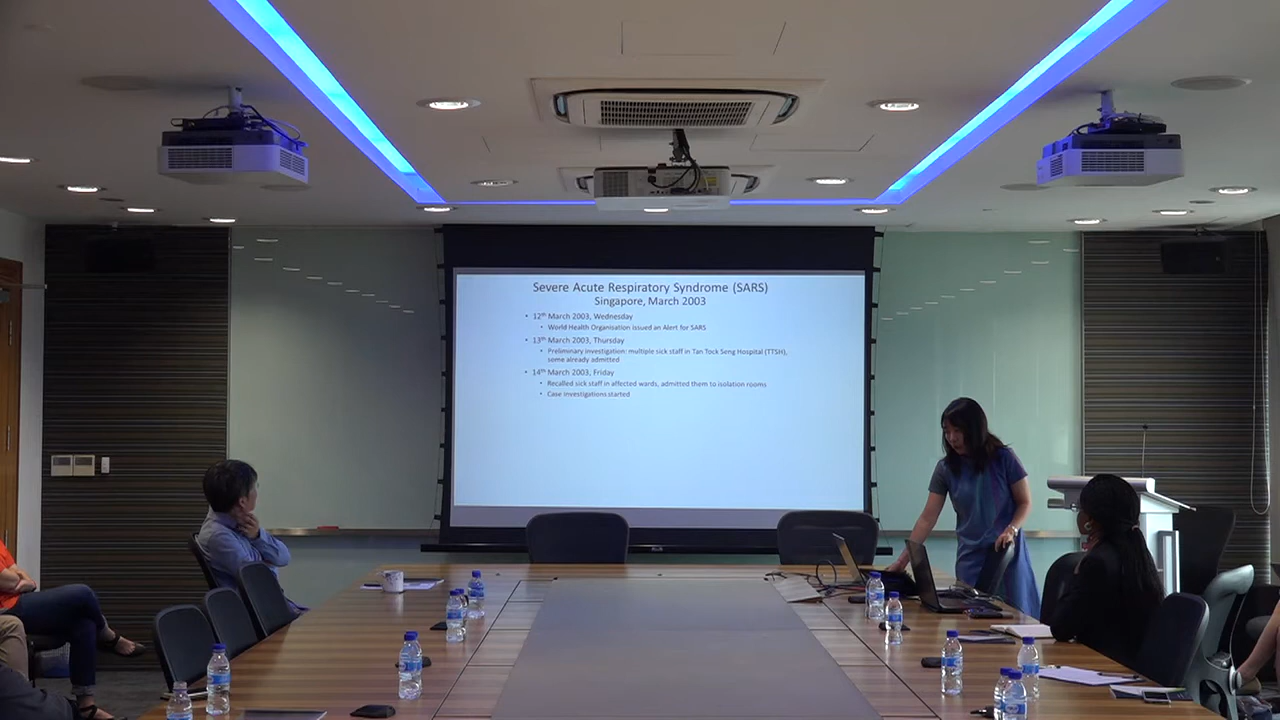 Severe Acute Respiratory Syndrome (SARS)
Singapore, March 2003
• 12th March 2003, Wednesday
• World Health Organisation issued an Alert for SARS
• 13th March 2003, Thursday
• Preliminary investigation: multiple sick staff in Tan Tock Seng Hospital (TTSH),
some already admitted
• 14th March 2003, Friday
• Recalled sick staff in affected wards, admitted them to isolation rooms
• Case investigations started